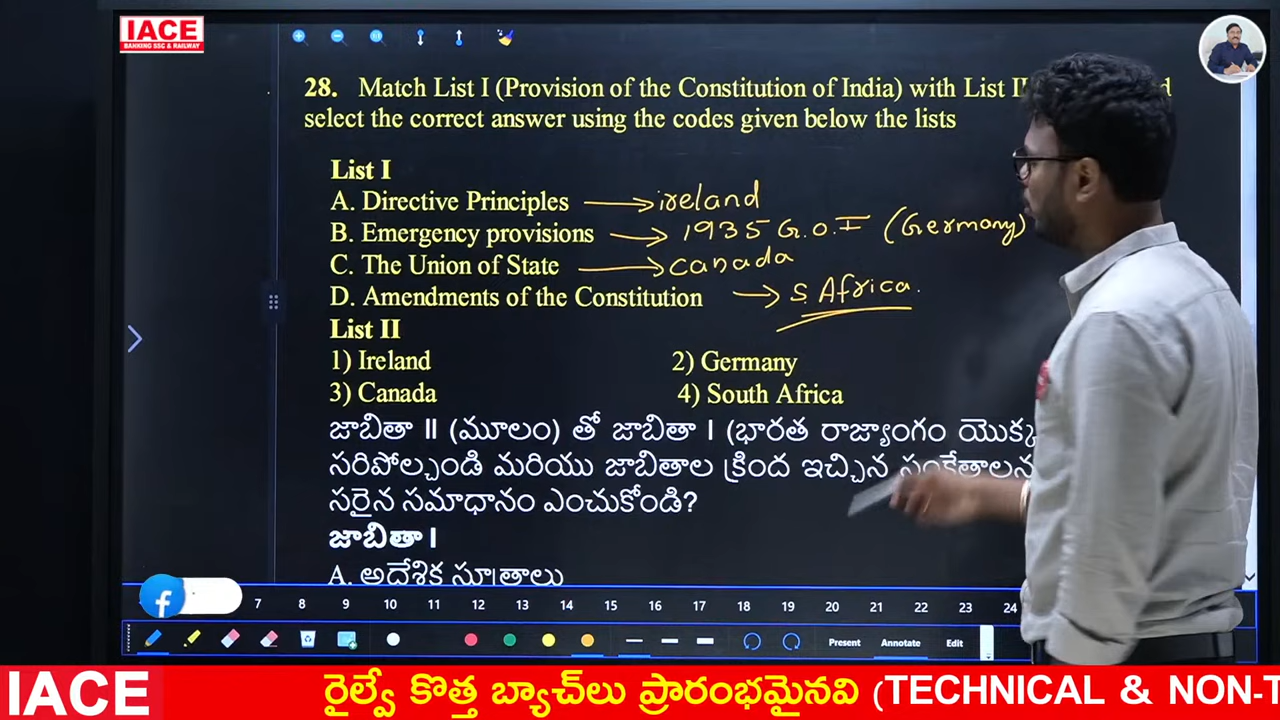 IACE
BANKING SSC & RAILWAY
28. Match List I (Provision of the Constitution of India) with List II
select the correct answer using the codes given below the lists
List I
A. Directive Principles → ireland
B. Emergency provisions → 1935 G.O.I (Germany)
C. The Union of State → canada
D. Amendments of the Constitution → S. Africa.
List II
1) Ireland 2) Germany
3) Canada 4) South Africa
జాబితా II (మూలం) తో జాబితా I (భారత రాజ్యాంగం యొక్క
సరిపోల్చండి మరియు జాబితాల క్రింద ఇచ్చిన సంకేతాలను
సరైన సమాధానం ఎంచుకోండి?
జాబితా I
A. ఆదేశిక సూత్రాలు
7 8 9 10 11 12 13 14 15 16 17 18 19 20 21 22 23 24
Present Annotate Edit
IACE రైల్వే కొత్త బ్యాచ్‌లు ప్రారంభమైనవి (TECHNICAL & NON-T